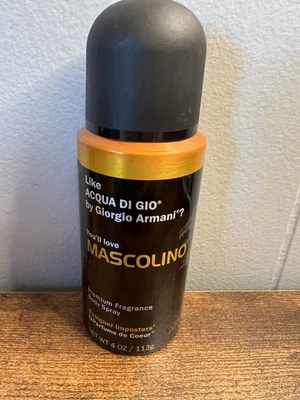 Like
ACQUA DI GIO®
by Giorgio Armani®?
You'll love
MASCOLINO
Premium Fragrance
Body Spray
Designer Imposters®
Parfums de Coeur
NET WT 4 OZ / 113g